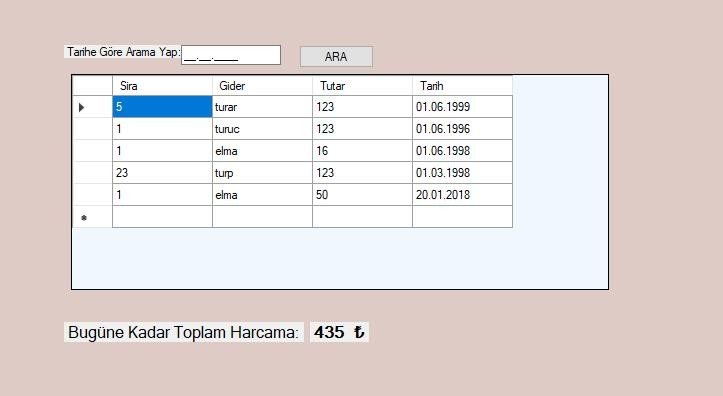 Tarihe Göre Arama Yap: __.__.____ ARA
Sira Gider Tutar Tarih
5 turar 123 01.06.1999
1 turuc 123 01.06.1996
1 elma 16 01.06.1998
23 turp 123 01.03.1998
1 elma 50 20.01.2018
Bugüne Kadar Toplam Harcama: 435 ₺